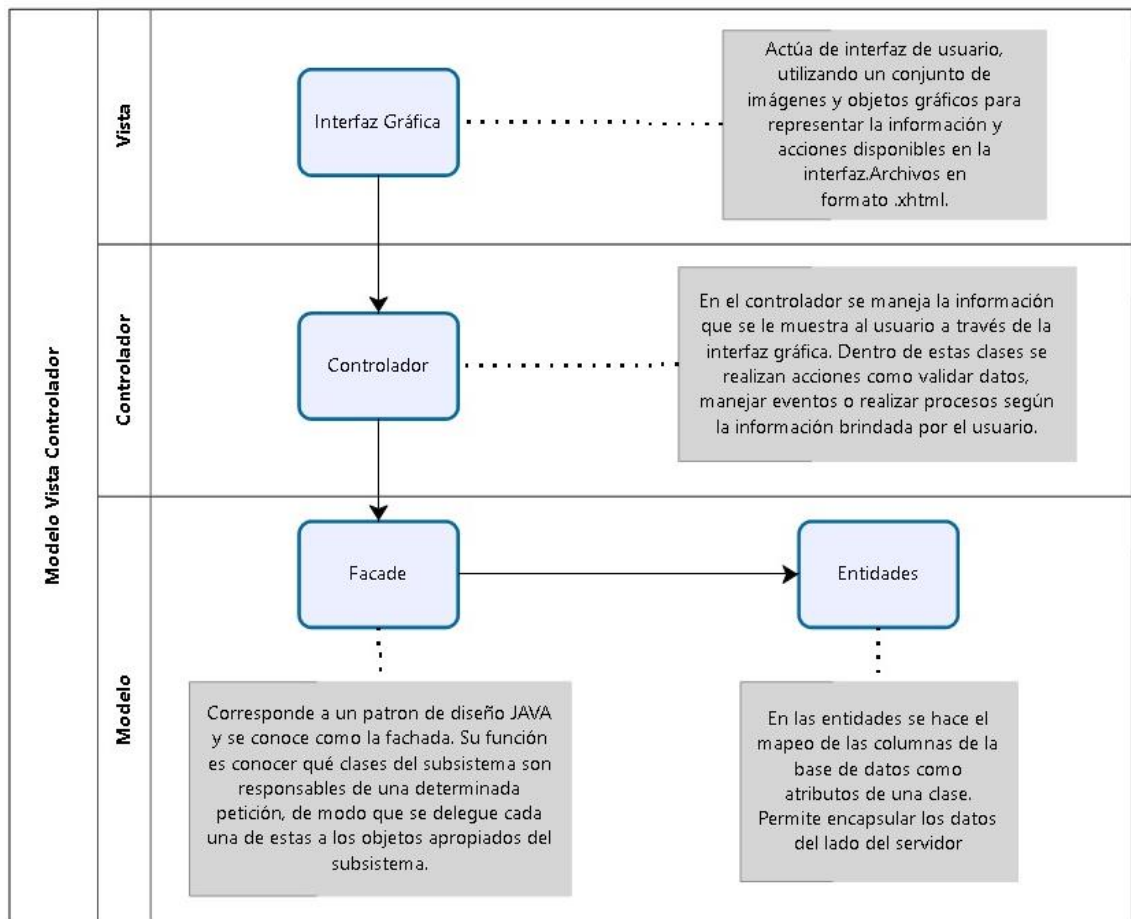 Modelo Vista Controlador
Vista
Interfaz Gráfica
Actúa de interfaz de usuario,
utilizando un conjunto de
imágenes y objetos gráficos para
representar la información y
acciones disponibles en la
interfaz.Archivos en
formato .xhtml.
Controlador
Controlador
En el controlador se maneja la información
que se le muestra al usuario a través de la
interfaz gráfica. Dentro de estas clases se
realizan acciones como validar datos,
manejar eventos o realizar procesos según
la información brindada por el usuario.
Modelo
Facade
Entidades
Corresponde a un patron de diseño JAVA
y se conoce como la fachada. Su función
es conocer qué clases del subsistema son
responsables de una determinada
petición, de modo que se delegue cada
una de estas a los objetos apropiados del
subsistema.
En las entidades se hace el
mapeo de las columnas de la
base de datos como
atributos de una clase.
Permite encapsular los datos
del lado del servidor